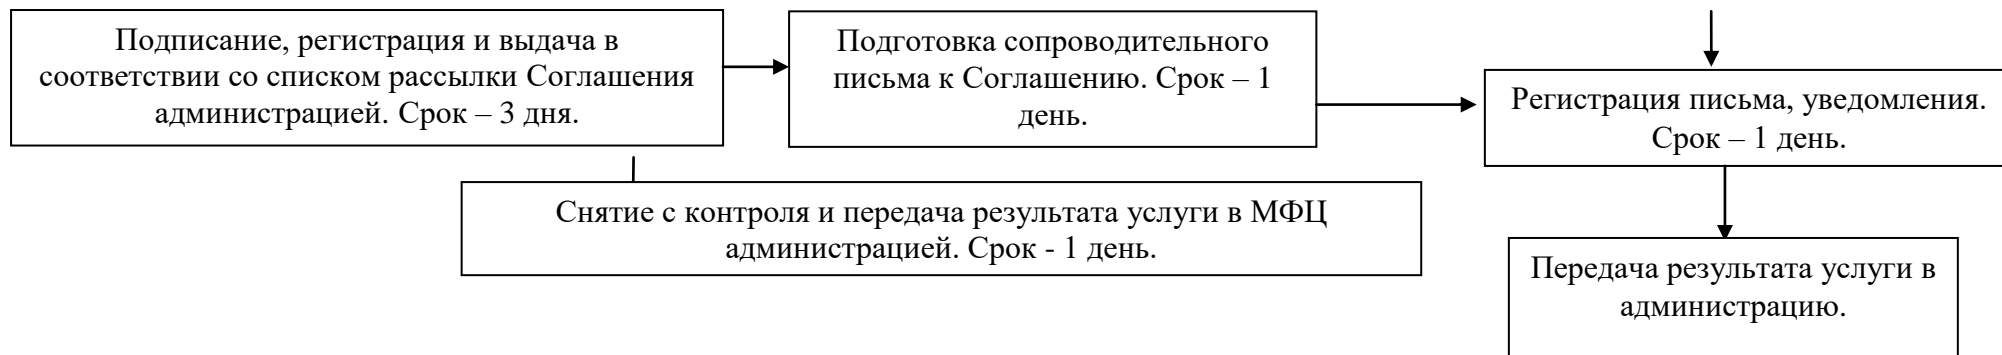 Подписание, регистрация и выдача в
соответствии со списком рассылки Соглашения
администрацией. Срок – 3 дня.
Подготовка сопроводительного
письма к Соглашению. Срок – 1
день.
Регистрация письма, уведомления.
Срок – 1 день.
Снятие с контроля и передача результата услуги в МФЦ
администрацией. Срок - 1 день.
Передача результата услуги в
администрацию.